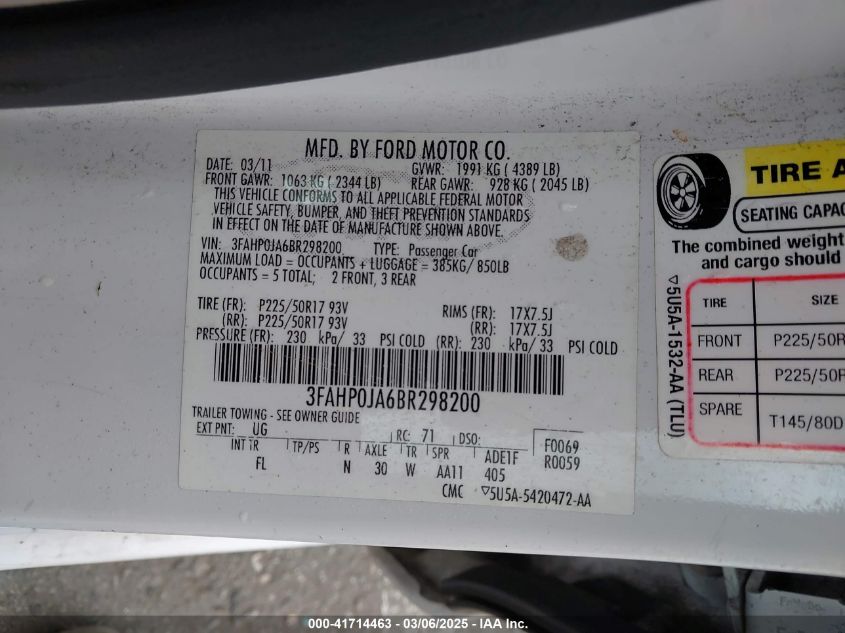 MFD. BY FORD MOTOR CO.
DATE: 03/11 GVWR: 1991 KG ( 4389 LB)
FRONT GAWR: 1063 KG ( 2344 LB) REAR GAWR: 928 KG ( 2045 LB)
THIS VEHICLE CONFORMS TO ALL APPLICABLE FEDERAL MOTOR
VEHICLE SAFETY, BUMPER, AND THEFT PREVENTION STANDARDS
IN EFFECT ON THE DATE OF MANUFACTURE SHOWN ABOVE.
VIN: 3FAHP0JA6BR298200 TYPE: Passenger Car
MAXIMUM LOAD = OCCUPANTS + LUGGAGE = 385KG/ 850LB
OCCUPANTS = 5 TOTAL; 2 FRONT, 3 REAR
TIRE (FR): P225/50R17 93V RIMS (FR): 17X7.5J
(RR): P225/50R17 93V (RR): 17X7.5J
PRESSURE (FR): 230 kPa/ 33 PSI COLD (RR): 230 kPa/ 33 PSI COLD
3FAHP0JA6BR298200
TRAILER TOWING - SEE OWNER GUIDE
EXT PNT: UG RC: 71 DSO: F0069
INT TR TP/PS R AXLE TR SPR ADE1F R0059
FL N 30 W AA11 405
CMC ▽5U5A-5420472-AA
TIRE A
SEATING CAPAC
The combined weight
and cargo should
TIRE SIZE
FRONT P225/50R
REAR P225/50R
SPARE T145/80D
▽5U5A-1532-AA (TLU)
000-41714463 - 03/06/2025 - IAA Inc.